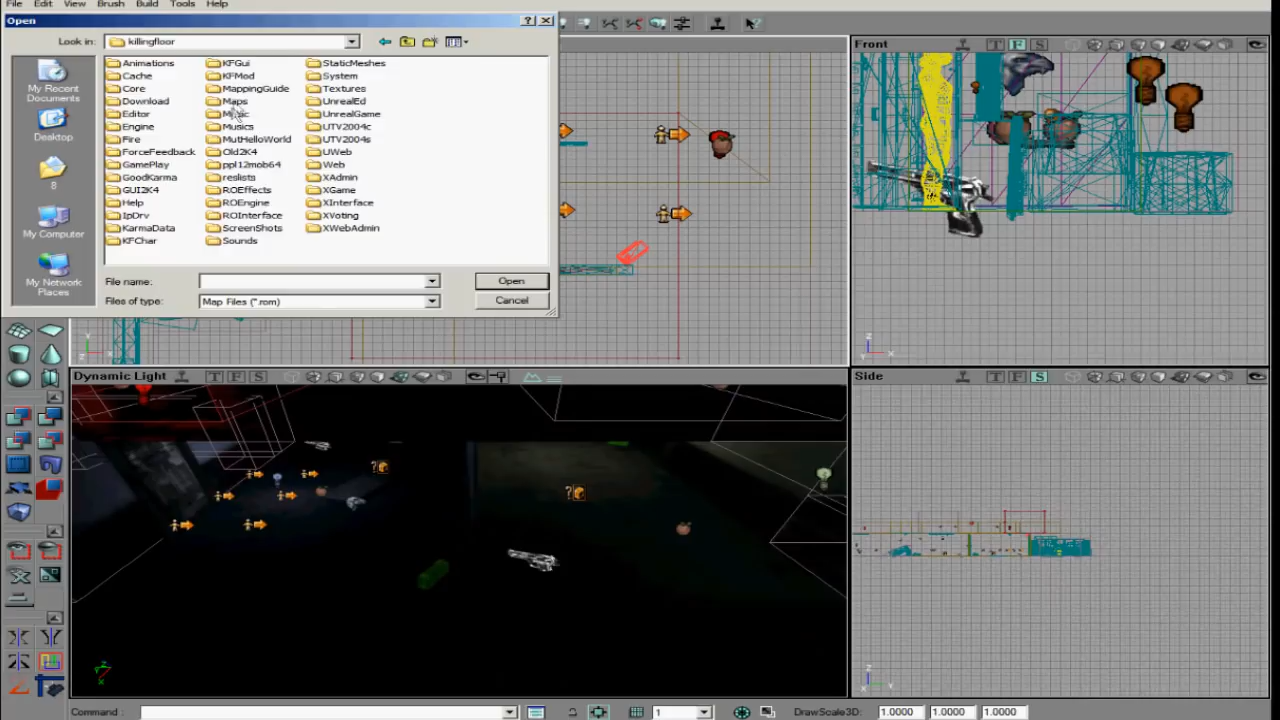 File Edit View Brush Build Tools Help
Open
Look in: killingfloor
My Recent Documents
Desktop
8
My Computer
My Network Places
Animations
Cache
Core
Download
Editor
Engine
Fire
ForceFeedback
GamePlay
GoodKarma
GUI2K4
Help
IpDrv
KarmaData
KFChar
KFGui
KFMod
MappingGuide
Maps
Music
Musics
MutHelloWorld
Old2K4
ppl12mob64
reslists
ROEffects
ROEngine
ROInterface
ScreenShots
Sounds
StaticMeshes
System
Textures
UnrealEd
UnrealGame
UTV2004c
UTV2004s
UWeb
Web
XAdmin
XGame
XInterface
XVoting
XWebAdmin
File name:
Open
Files of type: Map Files (*.rom)
Cancel
Front T F S
Dynamic Light T F S
Side T F S
Command : 1 DrawScale3D: 1.0000 1.0000 1.0000